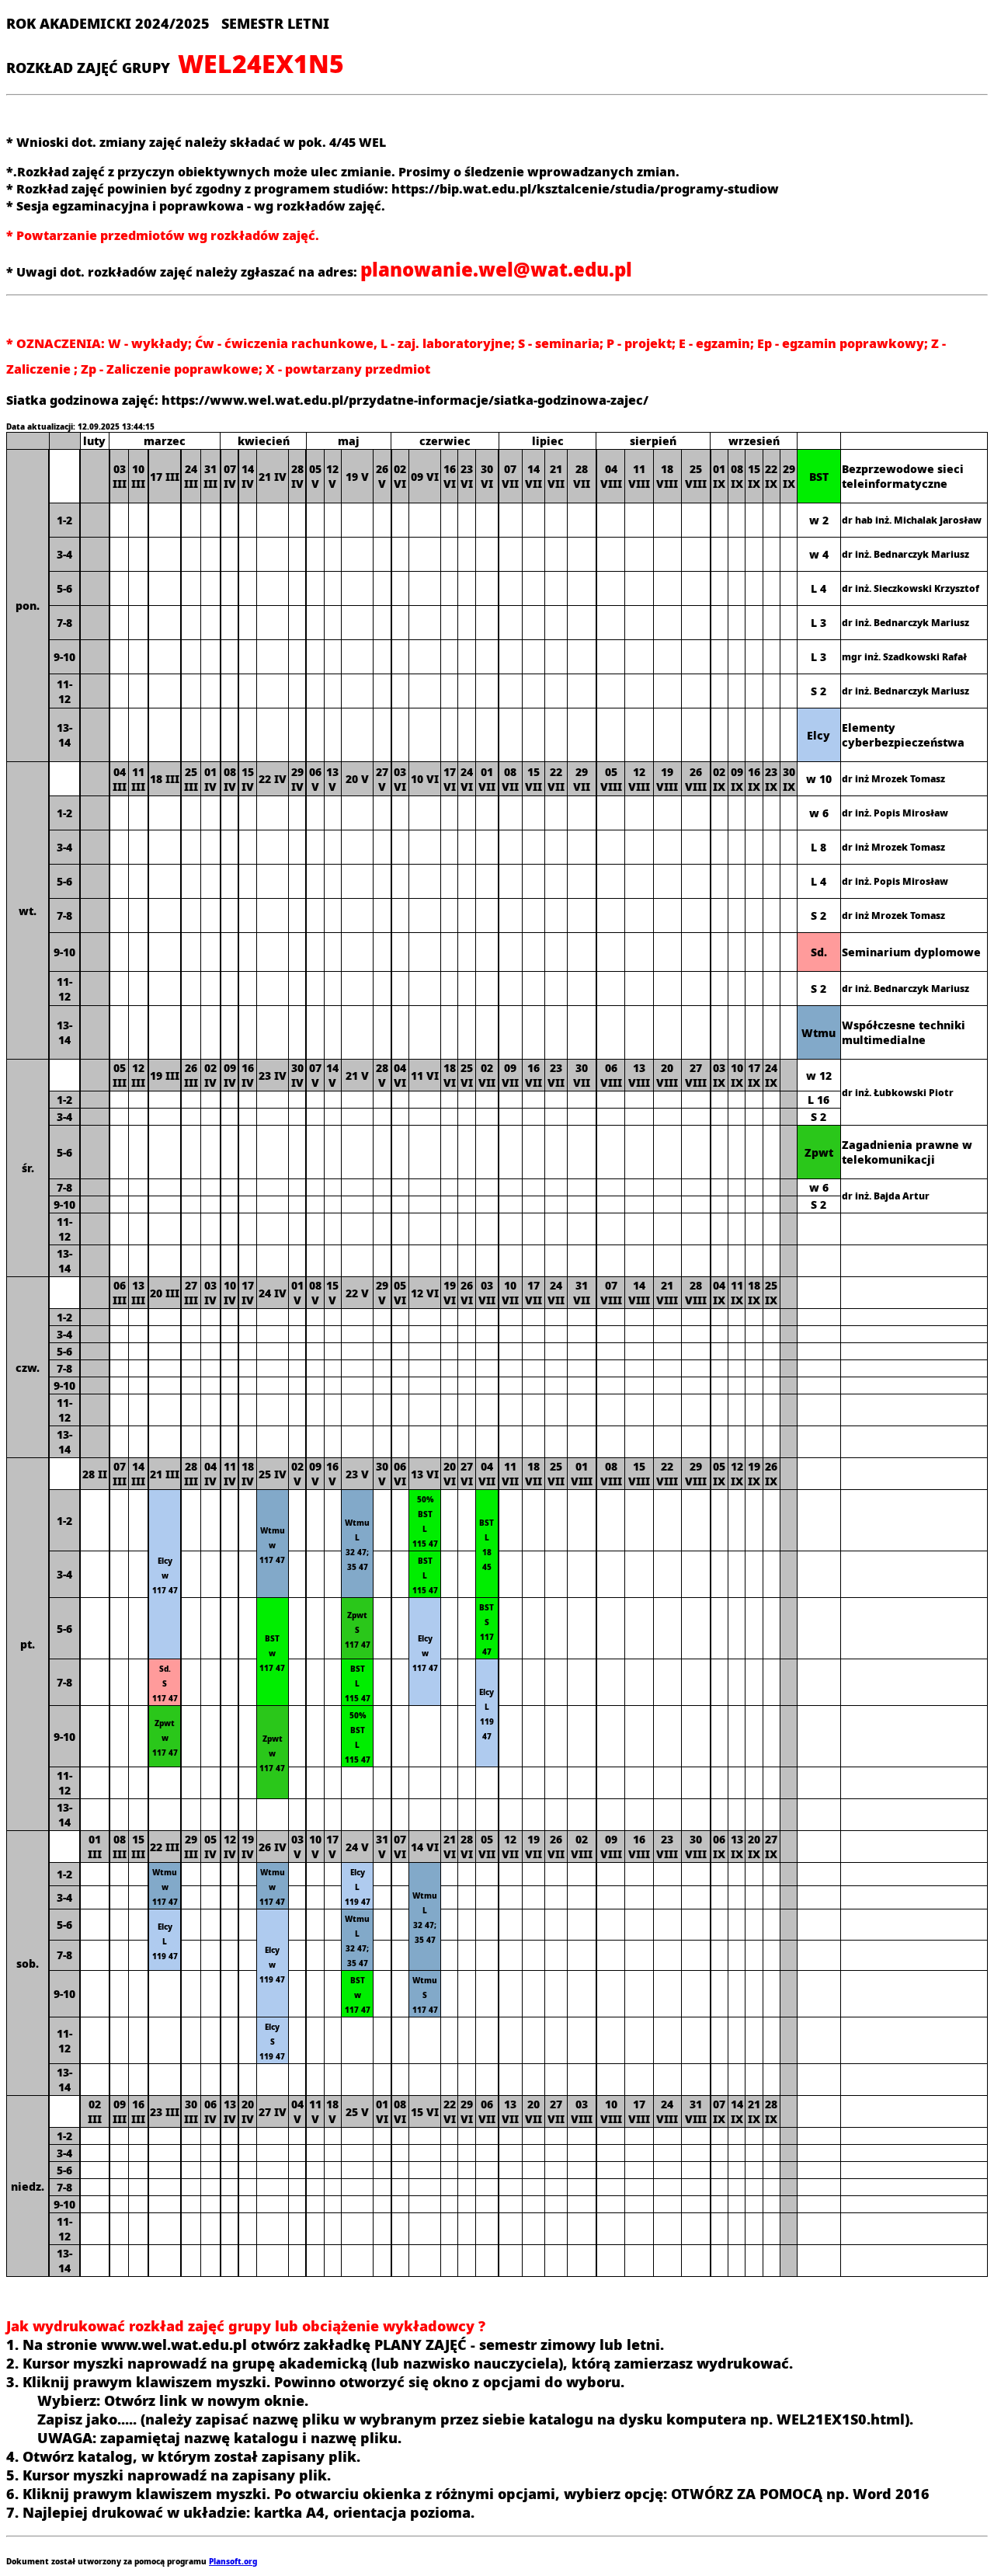 ROK AKADEMICKI 2024/2025 SEMESTR LETNI
ROZKŁAD ZAJĘĆ GRUPY WEL24EX1N5
* Wnioski dot. zmiany zajęć należy składać w pok. 4/45 WEL
*.Rozkład zajęć z przyczyn obiektywnych może ulec zmianie. Prosimy o śledzenie wprowadzanych zmian.
* Rozkład zajęć powinien być zgodny z programem studiów: https://bip.wat.edu.pl/ksztalcenie/studia/programy-studiow
* Sesja egzaminacyjna i poprawkowa - wg rozkładów zajęć.
* Powtarzanie przedmiotów wg rozkładów zajęć.
* Uwagi dot. rozkładów zajęć należy zgłaszać na adres: planowanie.wel@wat.edu.pl
* OZNACZENIA: W - wykłady; Ćw - ćwiczenia rachunkowe, L - zaj. laboratoryjne; S - seminaria; P - projekt; E - egzamin; Ep - egzamin poprawkowy; Z -
Zaliczenie ; Zp - Zaliczenie poprawkowe; X - powtarzany przedmiot
Siatka godzinowa zajęć: https://www.wel.wat.edu.pl/przydatne-informacje/siatka-godzinowa-zajec/
Data aktualizacji: 12.09.2025 13:44:15
luty marzec kwiecień maj czerwiec lipiec sierpień wrzesień
pon.
03 III 10 III 17 III 24 III 31 III 07 IV 14 IV 21 IV 28 IV 05 V 12 V 19 V 26 V 02 VI 09 VI 16 VI 23 VI 30 VI 07 VII 14 VII 21 VII 28 VII 04 VIII 11 VIII 18 VIII 25 VIII 01 IX 08 IX 15 IX 22 IX 29 IX BST Bezprzewodowe sieci teleinformatyczne
1-2 w 2 dr hab inż. Michalak Jarosław
3-4 w 4 dr inż. Bednarczyk Mariusz
5-6 L 4 dr inż. Sieczkowski Krzysztof
7-8 L 3 dr inż. Bednarczyk Mariusz
9-10 L 3 mgr inż. Szadkowski Rafał
11-12 S 2 dr inż. Bednarczyk Mariusz
13-14 Elcy Elementy cyberbezpieczeństwa
wt.
04 III 11 III 18 III 25 III 01 IV 08 IV 15 IV 22 IV 29 IV 06 V 13 V 20 V 27 V 03 VI 10 VI 17 VI 24 VI 01 VII 08 VII 15 VII 22 VII 29 VII 05 VIII 12 VIII 19 VIII 26 VIII 02 IX 09 IX 16 IX 23 IX 30 IX w 10 dr inż Mrozek Tomasz
1-2 w 6 dr inż. Popis Mirosław
3-4 L 8 dr inż Mrozek Tomasz
5-6 L 4 dr inż. Popis Mirosław
7-8 S 2 dr inż Mrozek Tomasz
9-10 Sd. Seminarium dyplomowe
11-12 S 2 dr inż. Bednarczyk Mariusz
13-14 Wtmu Współczesne techniki multimedialne
śr.
05 III 12 III 19 III 26 III 02 IV 09 IV 16 IV 23 IV 30 IV 07 V 14 V 21 V 28 V 04 VI 11 VI 18 VI 25 VI 02 VII 09 VII 16 VII 23 VII 30 VII 06 VIII 13 VIII 20 VIII 27 VIII 03 IX 10 IX 17 IX 24 IX w 12 dr inż. Łubkowski Piotr
1-2 L 16
3-4 S 2
5-6 Zpwt Zagadnienia prawne w telekomunikacji
7-8 w 6 dr inż. Bajda Artur
9-10 S 2
11-12
13-14
czw.
06 III 13 III 20 III 27 III 03 IV 10 IV 17 IV 24 IV 01 V 08 V 15 V 22 V 29 V 05 VI 12 VI 19 VI 26 VI 03 VII 10 VII 17 VII 24 VII 31 VII 07 VIII 14 VIII 21 VIII 28 VIII 04 IX 11 IX 18 IX 25 IX
1-2
3-4
5-6
7-8
9-10
11-12
13-14
pt.
28 II 07 III 14 III 21 III 28 III 04 IV 11 IV 18 IV 25 IV 02 V 09 V 16 V 23 V 30 V 06 VI 13 VI 20 VI 27 VI 04 VII 11 VII 18 VII 25 VII 01 VIII 08 VIII 15 VIII 22 VIII 29 VIII 05 IX 12 IX 19 IX 26 IX
1-2 Elcy w 117 47 Wtmu w 117 47 Wtmu L 32 47; 35 47 50% BST L 115 47 BST L 18 45
3-4 BST L 115 47
5-6 BST w 117 47 Zpwt S 117 47 Elcy w 117 47 BST S 117 47
7-8 Sd. S 117 47 BST L 115 47 Elcy L 119 47
9-10 Zpwt w 117 47 Zpwt w 117 47 50% BST L 115 47
11-12
13-14
sob.
01 III 08 III 15 III 22 III 29 III 05 IV 12 IV 19 IV 26 IV 03 V 10 V 17 V 24 V 31 V 07 VI 14 VI 21 VI 28 VI 05 VII 12 VII 19 VII 26 VII 02 VIII 09 VIII 16 VIII 23 VIII 30 VIII 06 IX 13 IX 20 IX 27 IX
1-2 Wtmu w 117 47 Wtmu w 117 47 Elcy L 119 47 Wtmu L 32 47; 35 47
3-4
5-6 Elcy L 119 47 Elcy w 119 47 Wtmu L 32 47; 35 47
7-8
9-10 BST w 117 47 Wtmu S 117 47
11-12 Elcy S 119 47
13-14
niedz.
02 III 09 III 16 III 23 III 30 III 06 IV 13 IV 20 IV 27 IV 04 V 11 V 18 V 25 V 01 VI 08 VI 15 VI 22 VI 29 VI 06 VII 13 VII 20 VII 27 VII 03 VIII 10 VIII 17 VIII 24 VIII 31 VIII 07 IX 14 IX 21 IX 28 IX
1-2
3-4
5-6
7-8
9-10
11-12
13-14
Jak wydrukować rozkład zajęć grupy lub obciążenie wykładowcy ?
1. Na stronie www.wel.wat.edu.pl otwórz zakładkę PLANY ZAJĘĆ - semestr zimowy lub letni.
2. Kursor myszki naprowadź na grupę akademicką (lub nazwisko nauczyciela), którą zamierzasz wydrukować.
3. Kliknij prawym klawiszem myszki. Powinno otworzyć się okno z opcjami do wyboru.
Wybierz: Otwórz link w nowym oknie.
Zapisz jako..... (należy zapisać nazwę pliku w wybranym przez siebie katalogu na dysku komputera np. WEL21EX1S0.html).
UWAGA: zapamiętaj nazwę katalogu i nazwę pliku.
4. Otwórz katalog, w którym został zapisany plik.
5. Kursor myszki naprowadź na zapisany plik.
6. Kliknij prawym klawiszem myszki. Po otwarciu okienka z różnymi opcjami, wybierz opcję: OTWÓRZ ZA POMOCĄ np. Word 2016
7. Najlepiej drukować w układzie: kartka A4, orientacja pozioma.
Dokument został utworzony za pomocą programu Plansoft.org